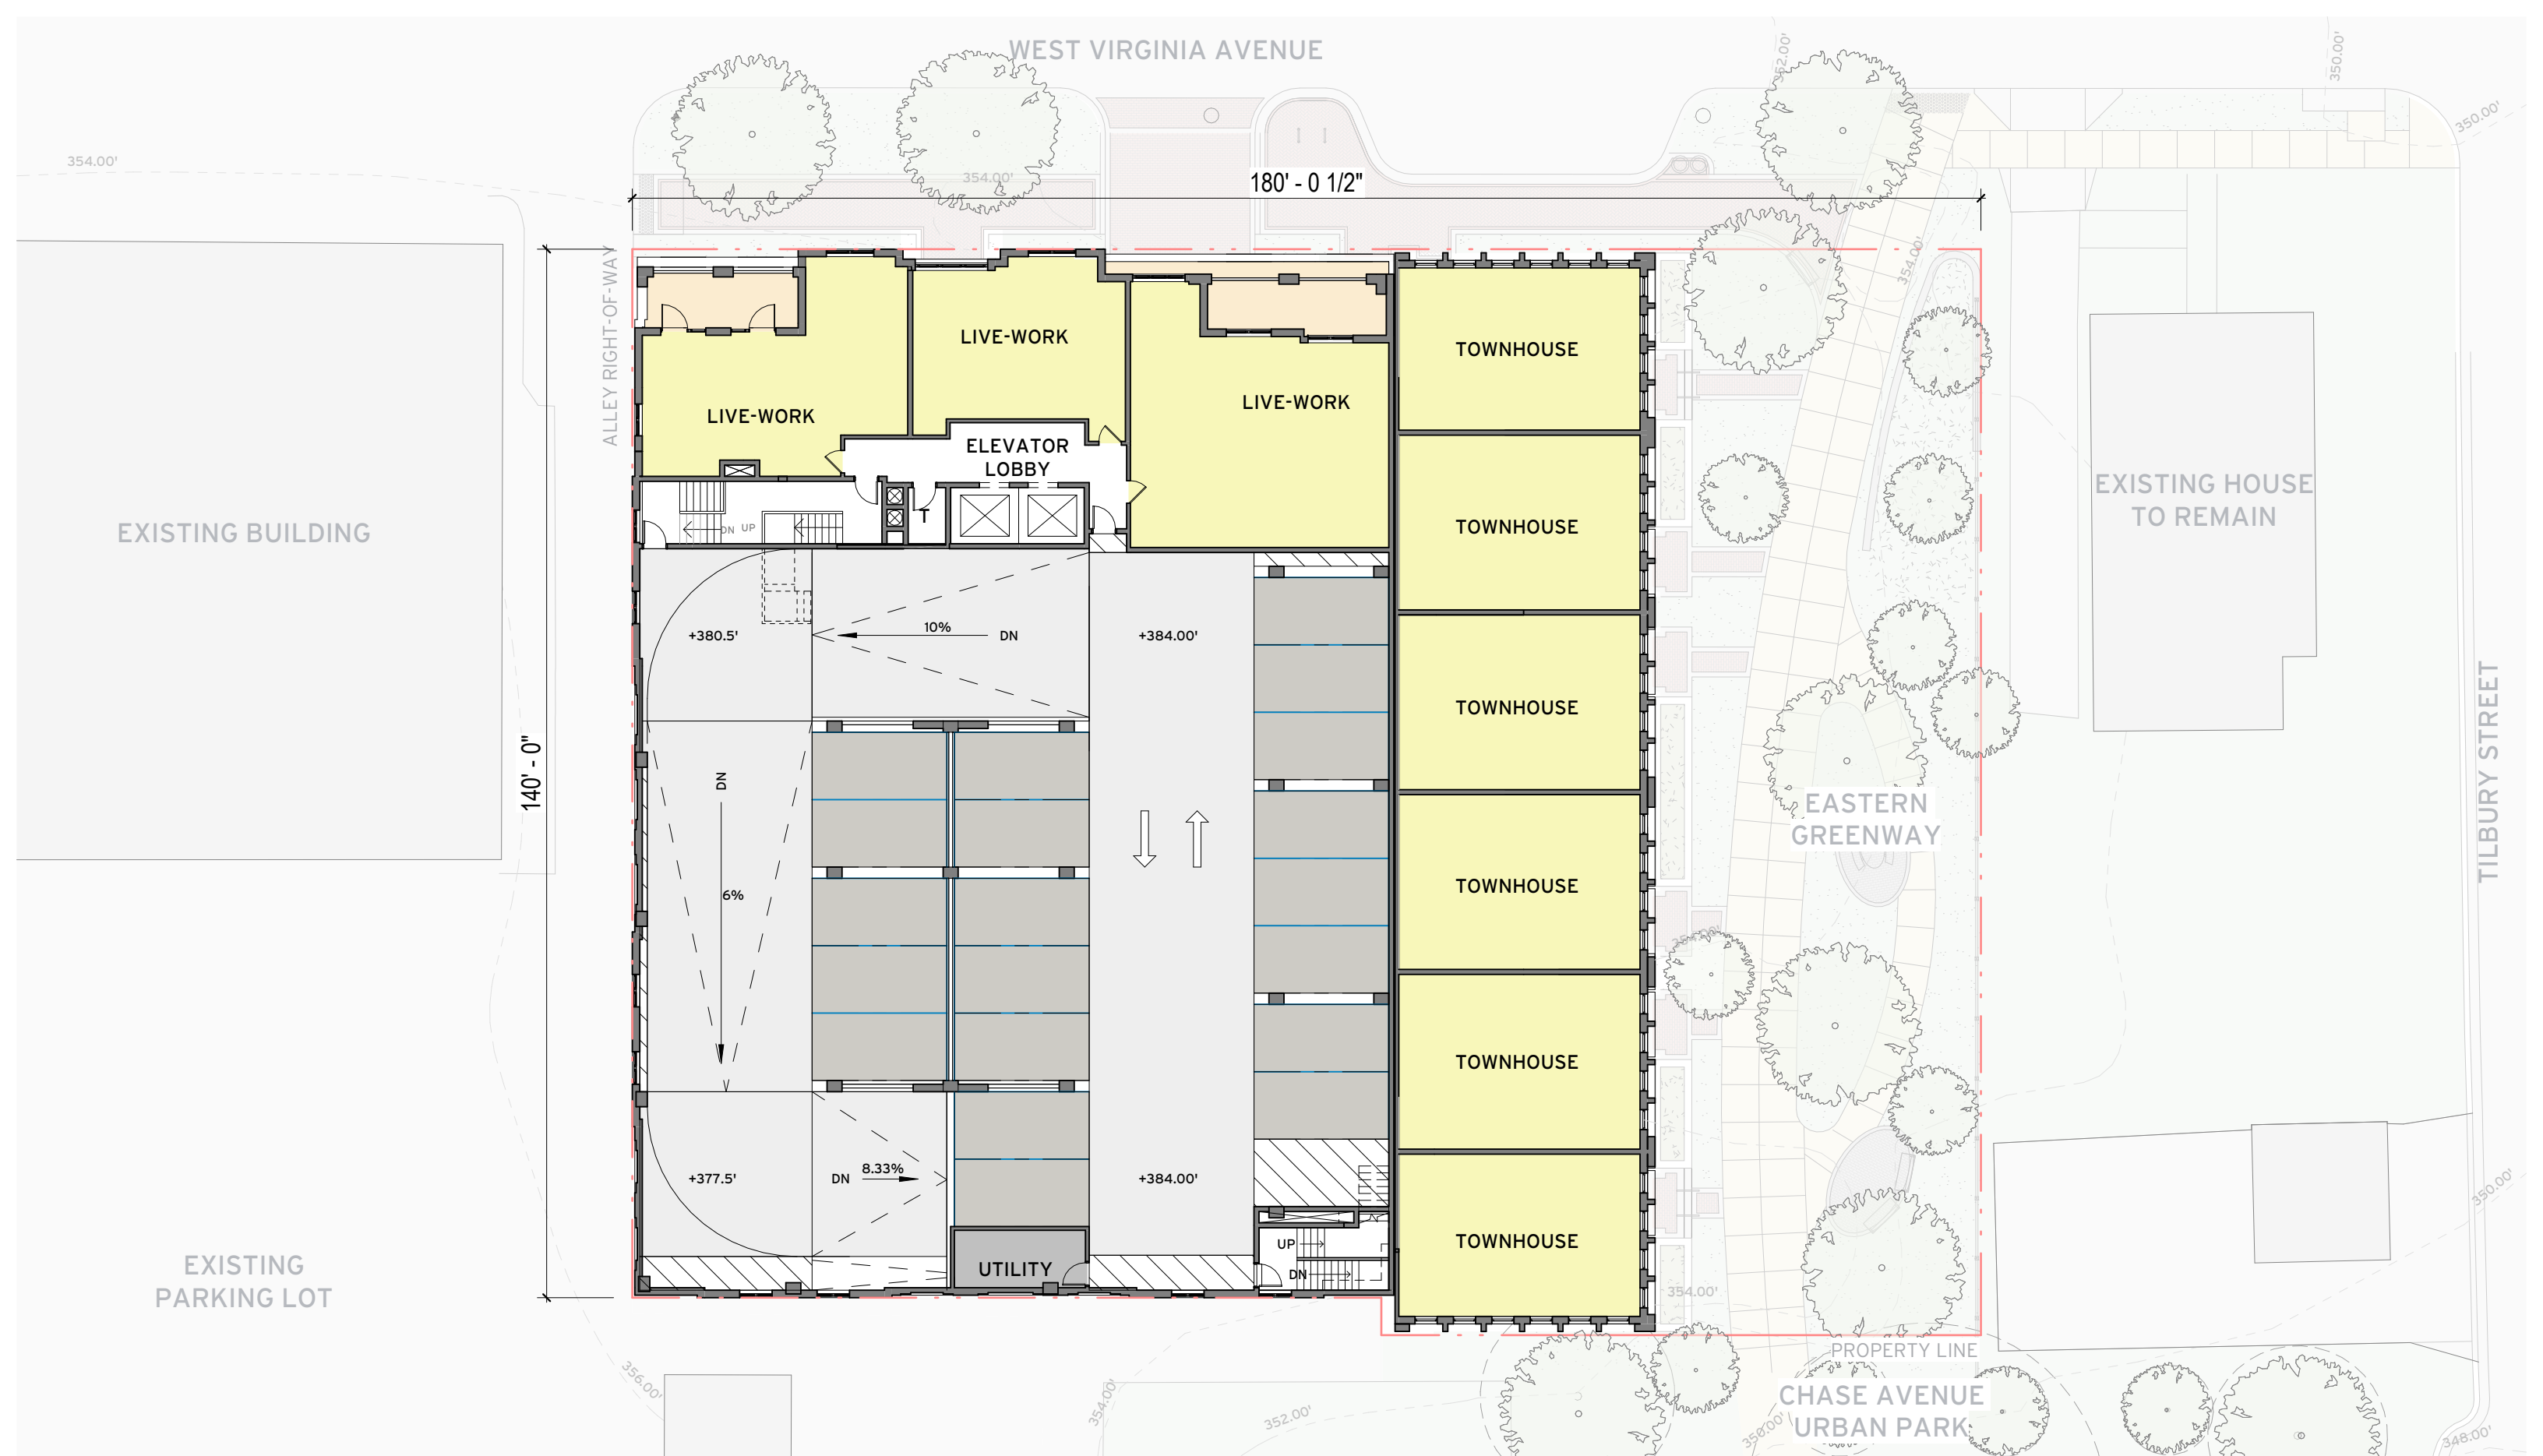 WEST VIRGINIA AVENUE
352.00'
350.00'
350.00'
354.00'
354.00'
180' - 0 1/2"
ALLEY RIGHT-OF-WAY
354.00'
LIVE-WORK
LIVE-WORK
LIVE-WORK
TOWNHOUSE
ELEVATOR
LOBBY
EXISTING BUILDING
DN
UP
T
TOWNHOUSE
EXISTING HOUSE
TO REMAIN
+380.5'
10%
DN
+384.00'
TOWNHOUSE
140' - 0"
DN
6%
TOWNHOUSE
EASTERN
GREENWAY
TILBURY STREET
354.00'
TOWNHOUSE
+377.5'
DN
8.33%
+384.00'
350.00'
EXISTING
PARKING LOT
UTILITY
UP
DN
TOWNHOUSE
354.00'
PROPERTY LINE
356.00'
354.00'
352.00'
CHASE AVENUE
URBAN PARK
350.00'
348.00'